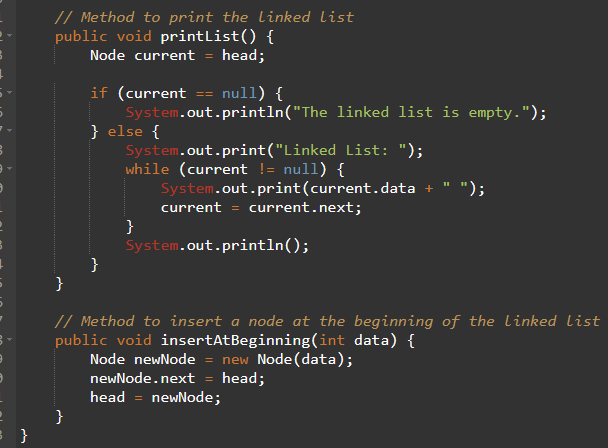 // Method to print the linked list
public void printList() {
Node current = head;
if (current == null) {
System.out.println("The linked list is empty.");
} else {
System.out.print("Linked List: ");
while (current != null) {
System.out.print(current.data + " ");
current = current.next;
}
System.out.println();
}
}
// Method to insert a node at the beginning of the linked list
public void insertAtBeginning(int data) {
Node newNode = new Node(data);
newNode.next = head;
head = newNode;
}
}